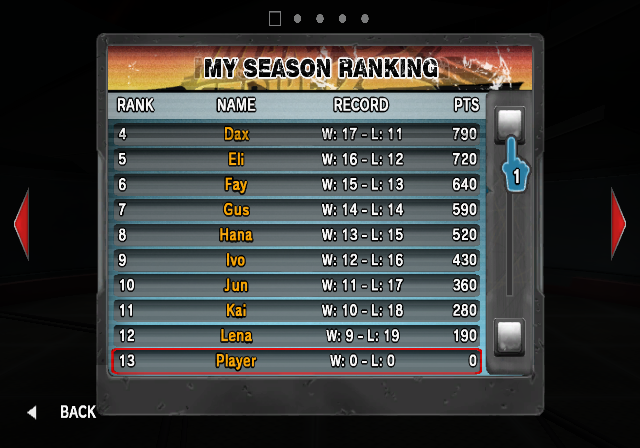 MY SEASON RANKING
RANK NAME RECORD PTS
4 Dax W: 17 - L: 11 790
5 Eli W: 16 - L: 12 720
6 Fay W: 15 - L: 13 640
7 Gus W: 14 - L: 14 590
8 Hana W: 13 - L: 15 520
9 Ivo W: 12 - L: 16 430
10 Jun W: 11 - L: 17 360
11 Kai W: 10 - L: 18 280
12 Lena W: 9 - L: 19 190
13 Player W: 0 - L: 0 0
1
BACK